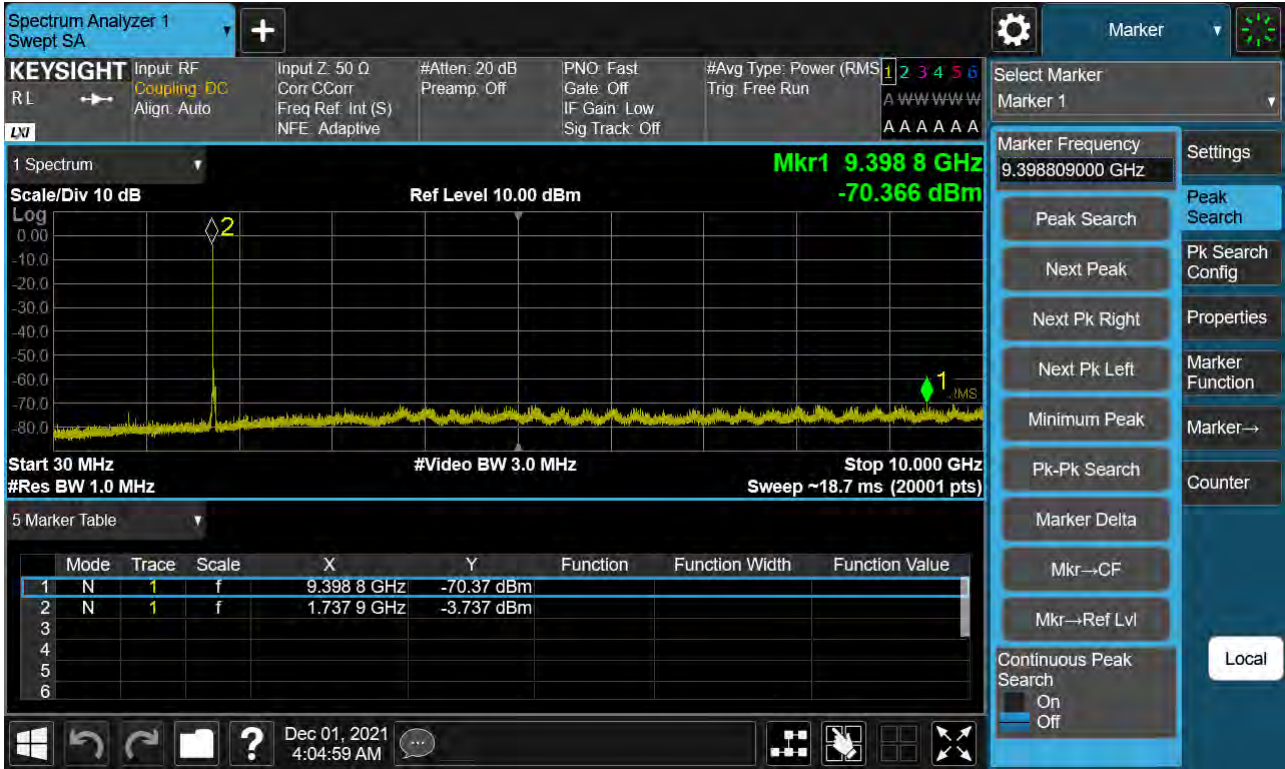 Spectrum Analyzer 1
Swept SA
+
Marker
KEYSIGHT
RL
LXI
Input: RF
Coupling: DC
Align: Auto
Input Z: 50 Ω
Corr CCorr
Freq Ref: Int (S)
NFE: Adaptive
#Atten: 20 dB
Preamp: Off
PNO: Fast
Gate: Off
IF Gain: Low
Sig Track: Off
#Avg Type: Power (RMS
Trig: Free Run
1 2 3 4 5 6
A W W W W W
A A A A A A
Select Marker
Marker 1
1 Spectrum
Mkr1 9.398 8 GHz
-70.366 dBm
Scale/Div 10 dB
Ref Level 10.00 dBm
Log
0.00
-10.0
-20.0
-30.0
-40.0
-50.0
-60.0
-70.0
-80.0
2
1
RMS
Start 30 MHz
#Video BW 3.0 MHz
Stop 10.000 GHz
#Res BW 1.0 MHz
Sweep ~18.7 ms (20001 pts)
5 Marker Table
Mode Trace Scale X Y Function Function Width Function Value
1 N 1 f 9.398 8 GHz -70.37 dBm
2 N 1 f 1.737 9 GHz -3.737 dBm
3
4
5
6
Marker Frequency
9.398809000 GHz
Peak Search
Next Peak
Next Pk Right
Next Pk Left
Minimum Peak
Pk-Pk Search
Marker Delta
Mkr→CF
Mkr→Ref Lvl
Continuous Peak
Search
On
Off
Settings
Peak
Search
Pk Search
Config
Properties
Marker
Function
Marker→
Counter
Local
?
Dec 01, 2021
4:04:59 AM